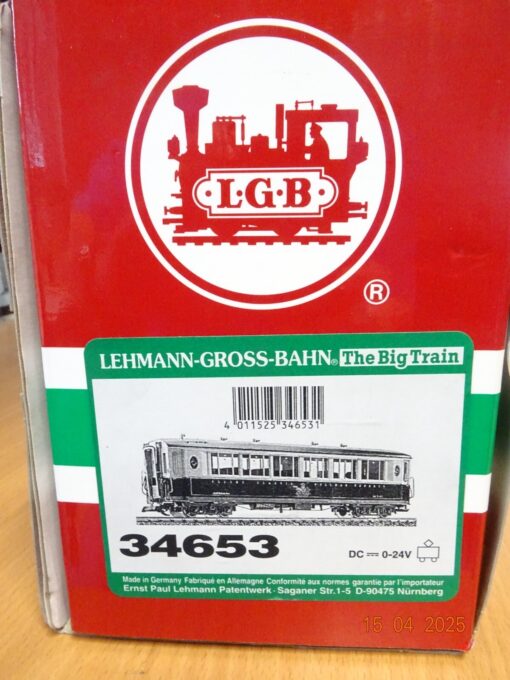 L·G·B
®
LEHMANN-GROSS-BAHN® The Big Train
4 011525 346531
34653
DC 0-24V
Made in Germany Fabriqué en Allemagne Conformité aux normes garantie par l'importateur
Ernst Paul Lehmann Patentwerk · Saganer Str.1-5 D-90475 Nürnberg
15 04 2025